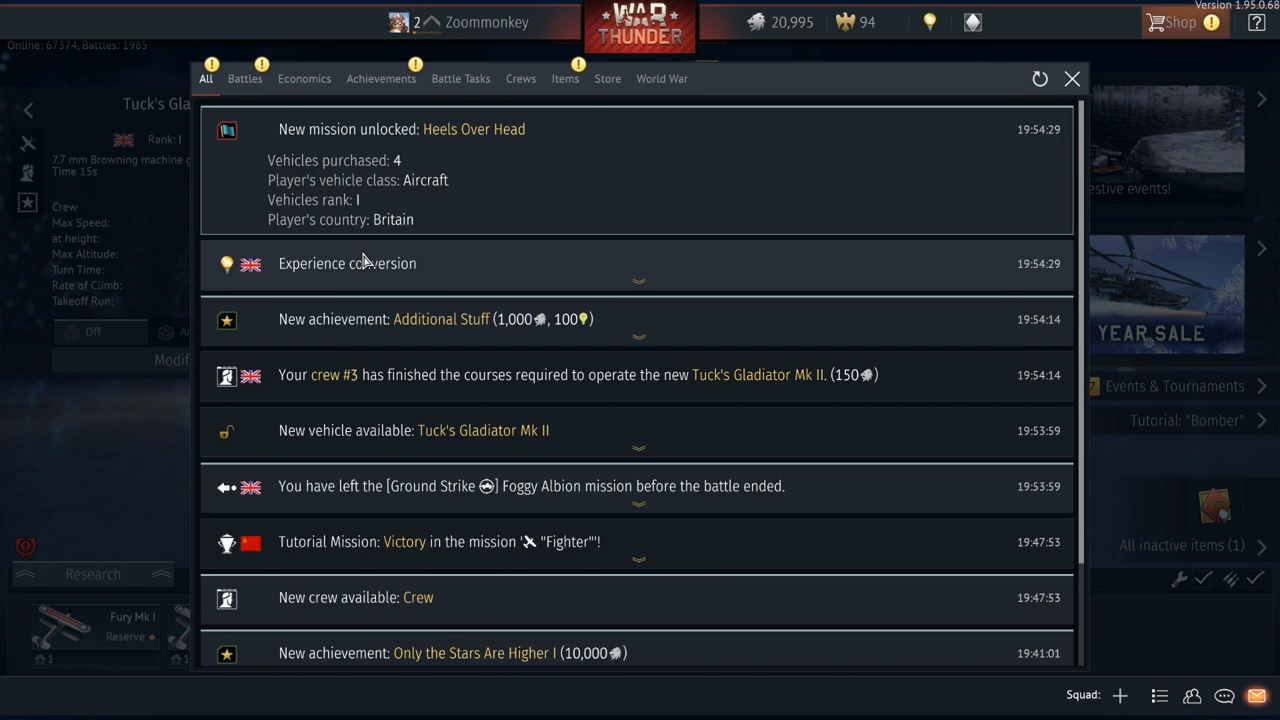 Version 1.95.0.68
2 Zoommonkey
WAR THUNDER
20,995
94
Shop
?
Online: 67374, Battles: 1985
All
Battles
Economics
Achievements
Battle Tasks
Crews
Items
Store
World War
Tuck's Gla
Rank: I
7.7 mm Browning machine g
Time 15s
Crew
Max Speed:
at height:
Max Altitude:
Turn Time:
Rate of Climb:
Takeoff Run:
Off
Modif
New mission unlocked: Heels Over Head
19:54:29
Vehicles purchased: 4
Player's vehicle class: Aircraft
Vehicles rank: I
Player's country: Britain
Experience conversion
19:54:29
New achievement: Additional Stuff (1,000, 100)
19:54:14
Your crew #3 has finished the courses required to operate the new Tuck's Gladiator Mk II. (150)
19:54:14
New vehicle available: Tuck's Gladiator Mk II
19:53:59
You have left the [Ground Strike] Foggy Albion mission before the battle ended.
19:53:59
Tutorial Mission: Victory in the mission '"Fighter"'!
19:47:53
New crew available: Crew
19:47:53
New achievement: Only the Stars Are Higher I (10,000)
19:41:01
estive events!
YEAR SALE
Events & Tournaments
Tutorial: "Bomber"
All inactive items (1)
Research
Fury Mk I
Reserve
1
1
Squad: